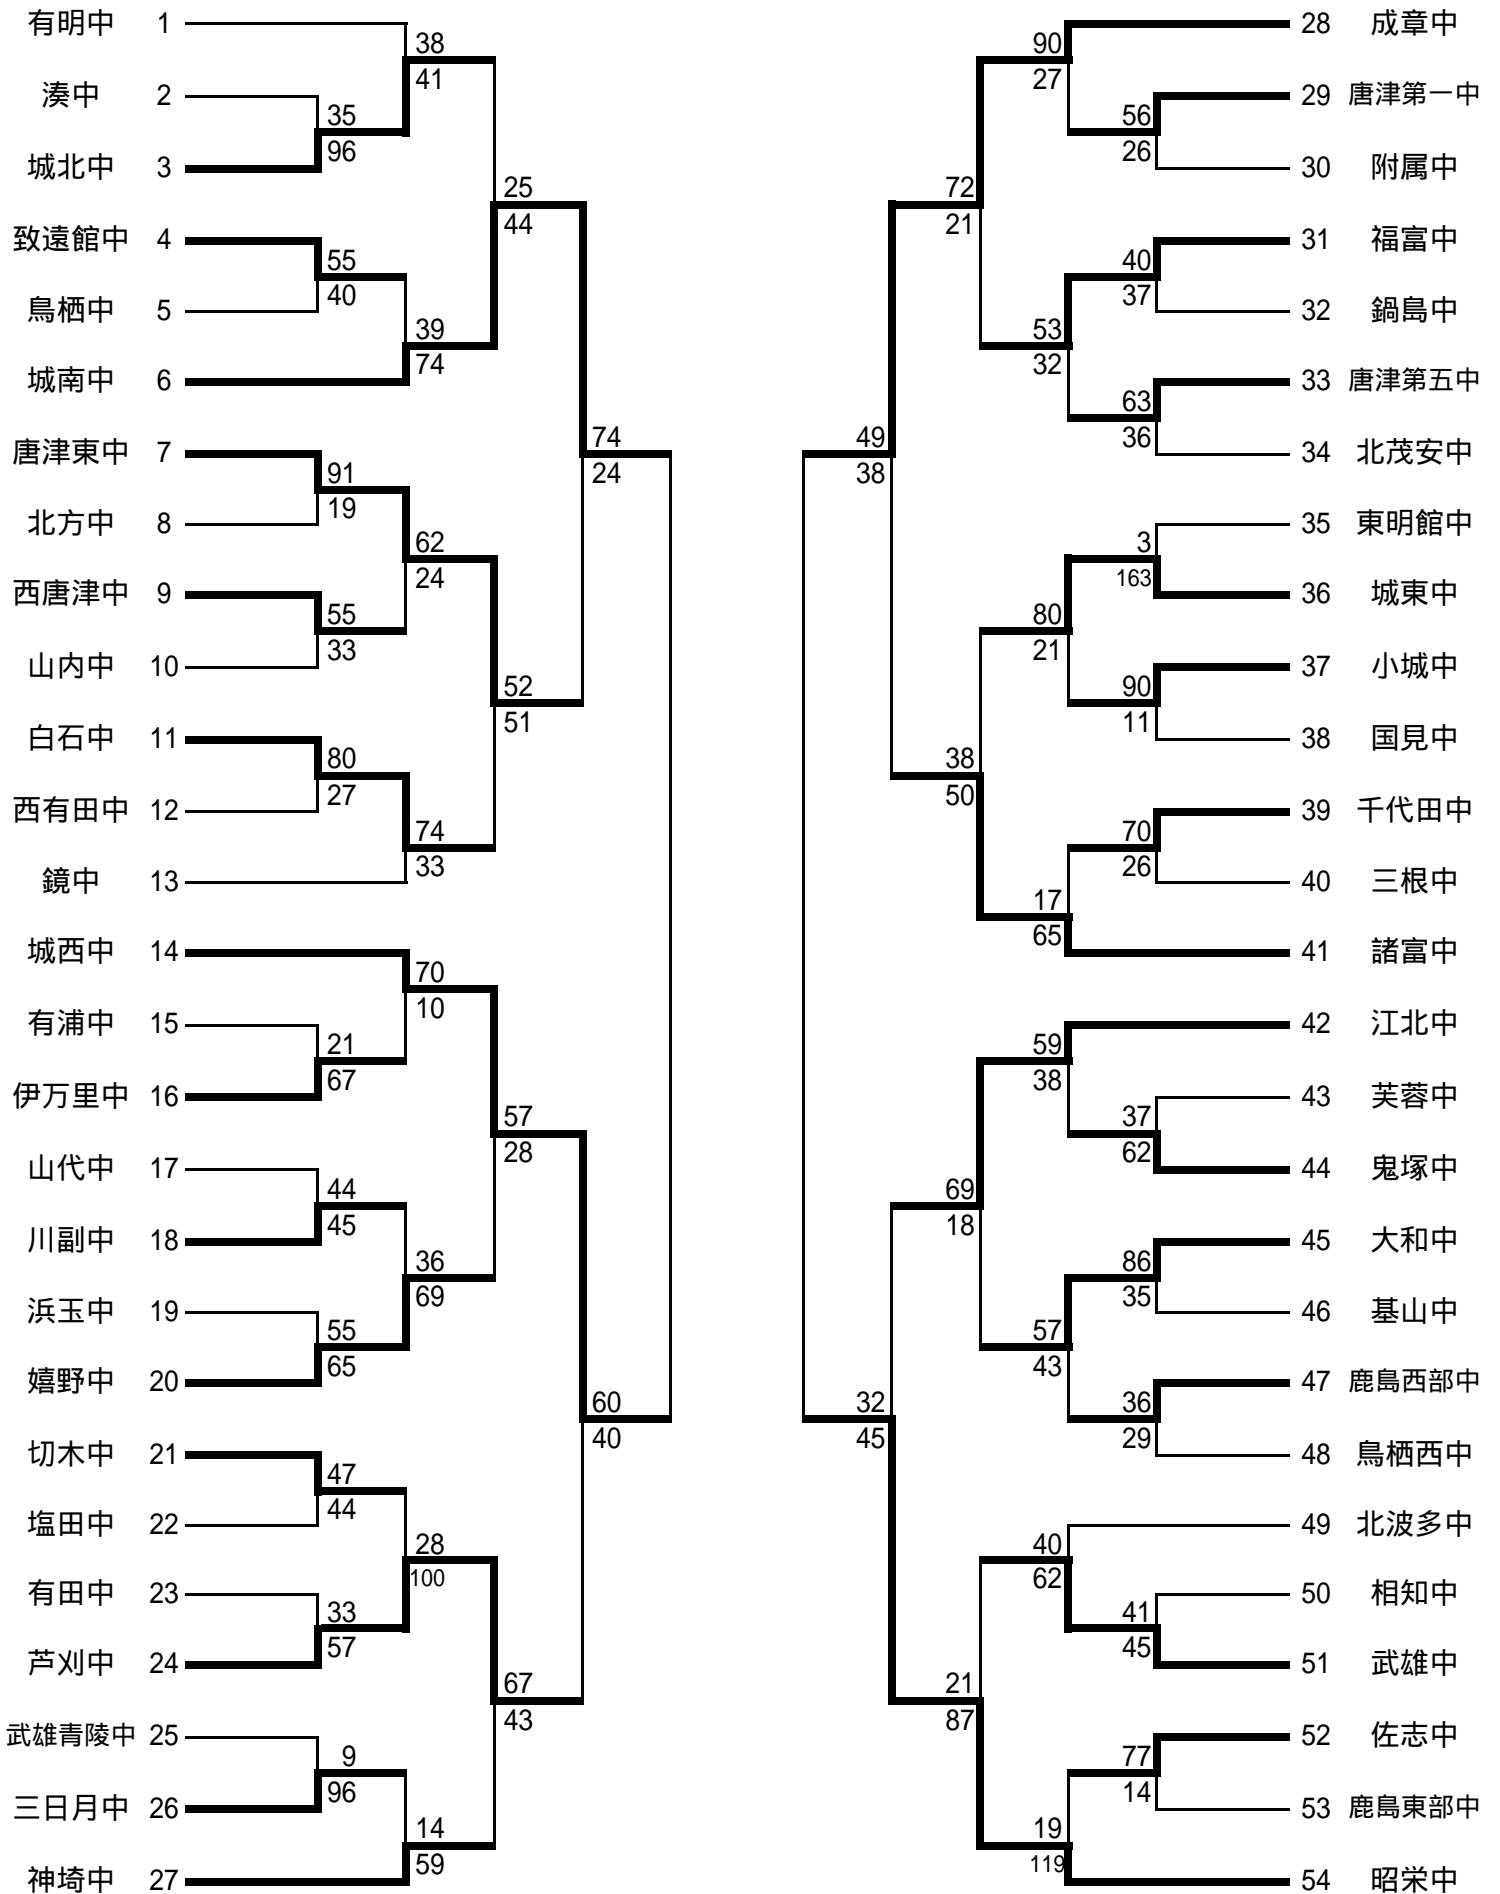 有明中 1
湊中 2
城北中 3
致遠館中 4
鳥栖中 5
城南中 6
唐津東中 7
北方中 8
西唐津中 9
山内中 10
白石中 11
西有田中 12
鏡中 13
城西中 14
有浦中 15
伊万里中 16
山代中 17
川副中 18
浜玉中 19
嬉野中 20
切木中 21
塩田中 22
有田中 23
芦刈中 24
武雄青陵中 25
三日月中 26
神埼中 27
35
96
55
40
91
19
55
33
80
27
21
67
44
45
55
65
47
44
33
57
9
96
38
41
39
74
62
24
74
33
70
10
36
69
28
100
14
59
25
44
52
51
57
28
67
43
74
24
60
40
49
38
32
45
72
21
38
50
69
18
21
87
90
27
53
32
80
21
17
65
59
38
57
43
40
62
19
119
56
26
40
37
63
36
3
163
90
11
70
26
37
62
86
35
36
29
41
45
77
14
28 成章中
29 唐津第一中
30 附属中
31 福富中
32 鍋島中
33 唐津第五中
34 北茂安中
35 東明館中
36 城東中
37 小城中
38 国見中
39 千代田中
40 三根中
41 諸富中
42 江北中
43 芙蓉中
44 鬼塚中
45 大和中
46 基山中
47 鹿島西部中
48 鳥栖西中
49 北波多中
50 相知中
51 武雄中
52 佐志中
53 鹿島東部中
54 昭栄中